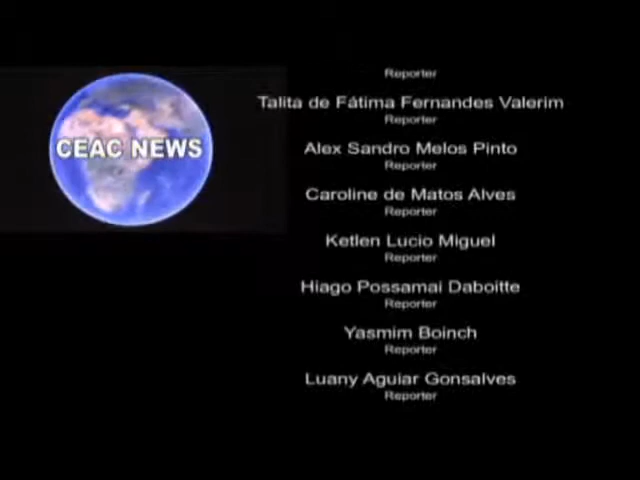 CEAC NEWS
Reporter
Talita de Fátima Fernandes Valerim
Reporter
Alex Sandro Melos Pinto
Reporter
Caroline de Matos Alves
Reporter
Ketlen Lucio Miguel
Reporter
Hiago Possamai Daboitte
Reporter
Yasmim Boinch
Reporter
Luany Aguiar Gonsalves
Reporter